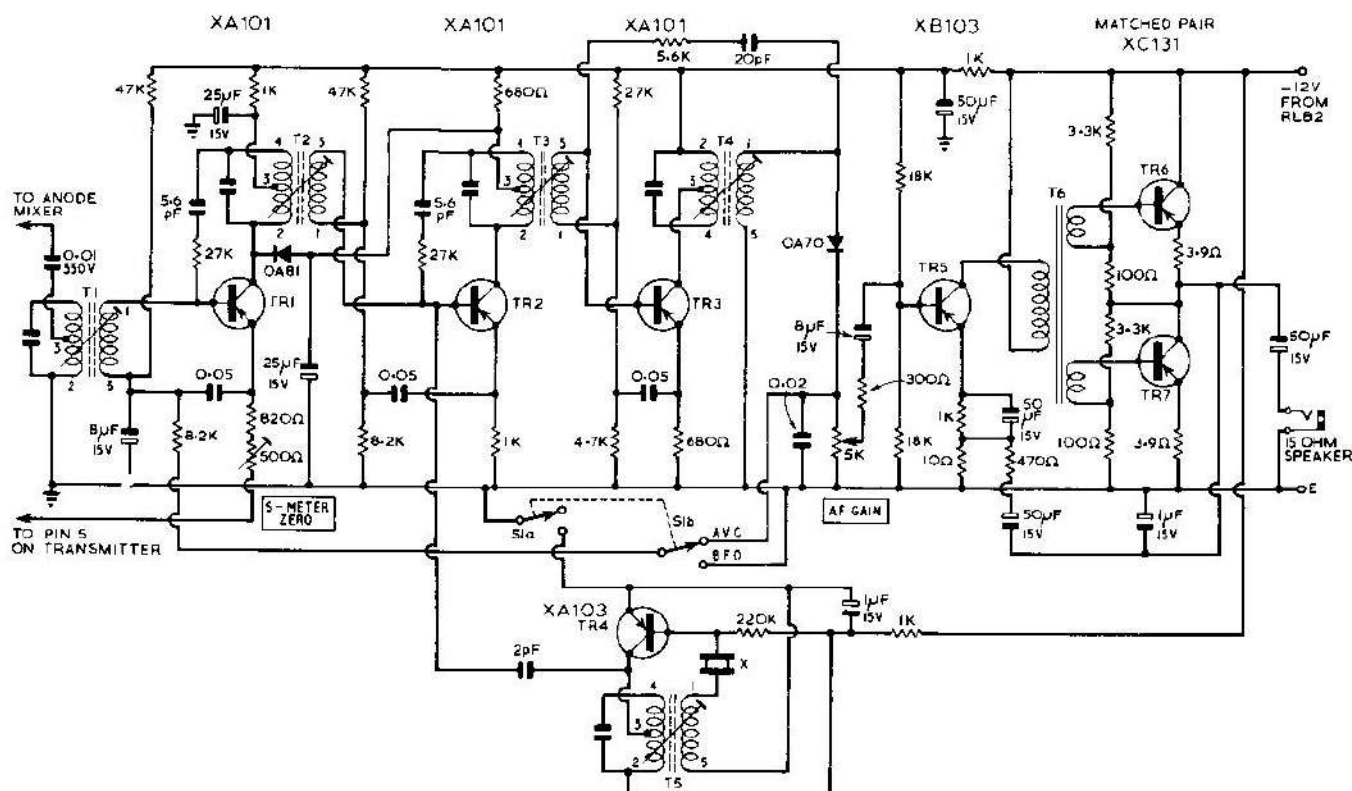 XA101
XA101
XA101
XB103
MATCHED PAIR
XC131
5.6K
20pF
1K
47K
25µF
15V
1K
47K
680Ω
27K
50µF
15V
-12V
FROM
RLB2
T2
4
5
3
2
1
T3
4
5
3
2
1
T4
2
1
3
4
5
18K
3.3K
TR6
T6
TO ANODE
MIXER
0.01
350V
5.6
pF
27K
OA81
5.6
pF
27K
OA70
TR5
3.9Ω
100Ω
T1
1
3
2
5
TR1
TR2
TR3
8µF
15V
3.3K
50µF
15V
25µF
15V
0.05
0.05
0.05
0.02
300Ω
TR7
820Ω
500Ω
8µF
15V
8.2K
8.2K
1K
4.7K
680Ω
5K
18K
1K
10Ω
50
µF
15V
470Ω
100Ω
3.9Ω
15 OHM
SPEAKER
E
S-METER
ZERO
AF GAIN
TO PIN 5
ON TRANSMITTER
S1a
S1b
AVC
BFO
50µF
15V
1µF
15V
XA103
TR4
220K
1µF
15V
1K
2pF
X
4
1
3
2
5
T5